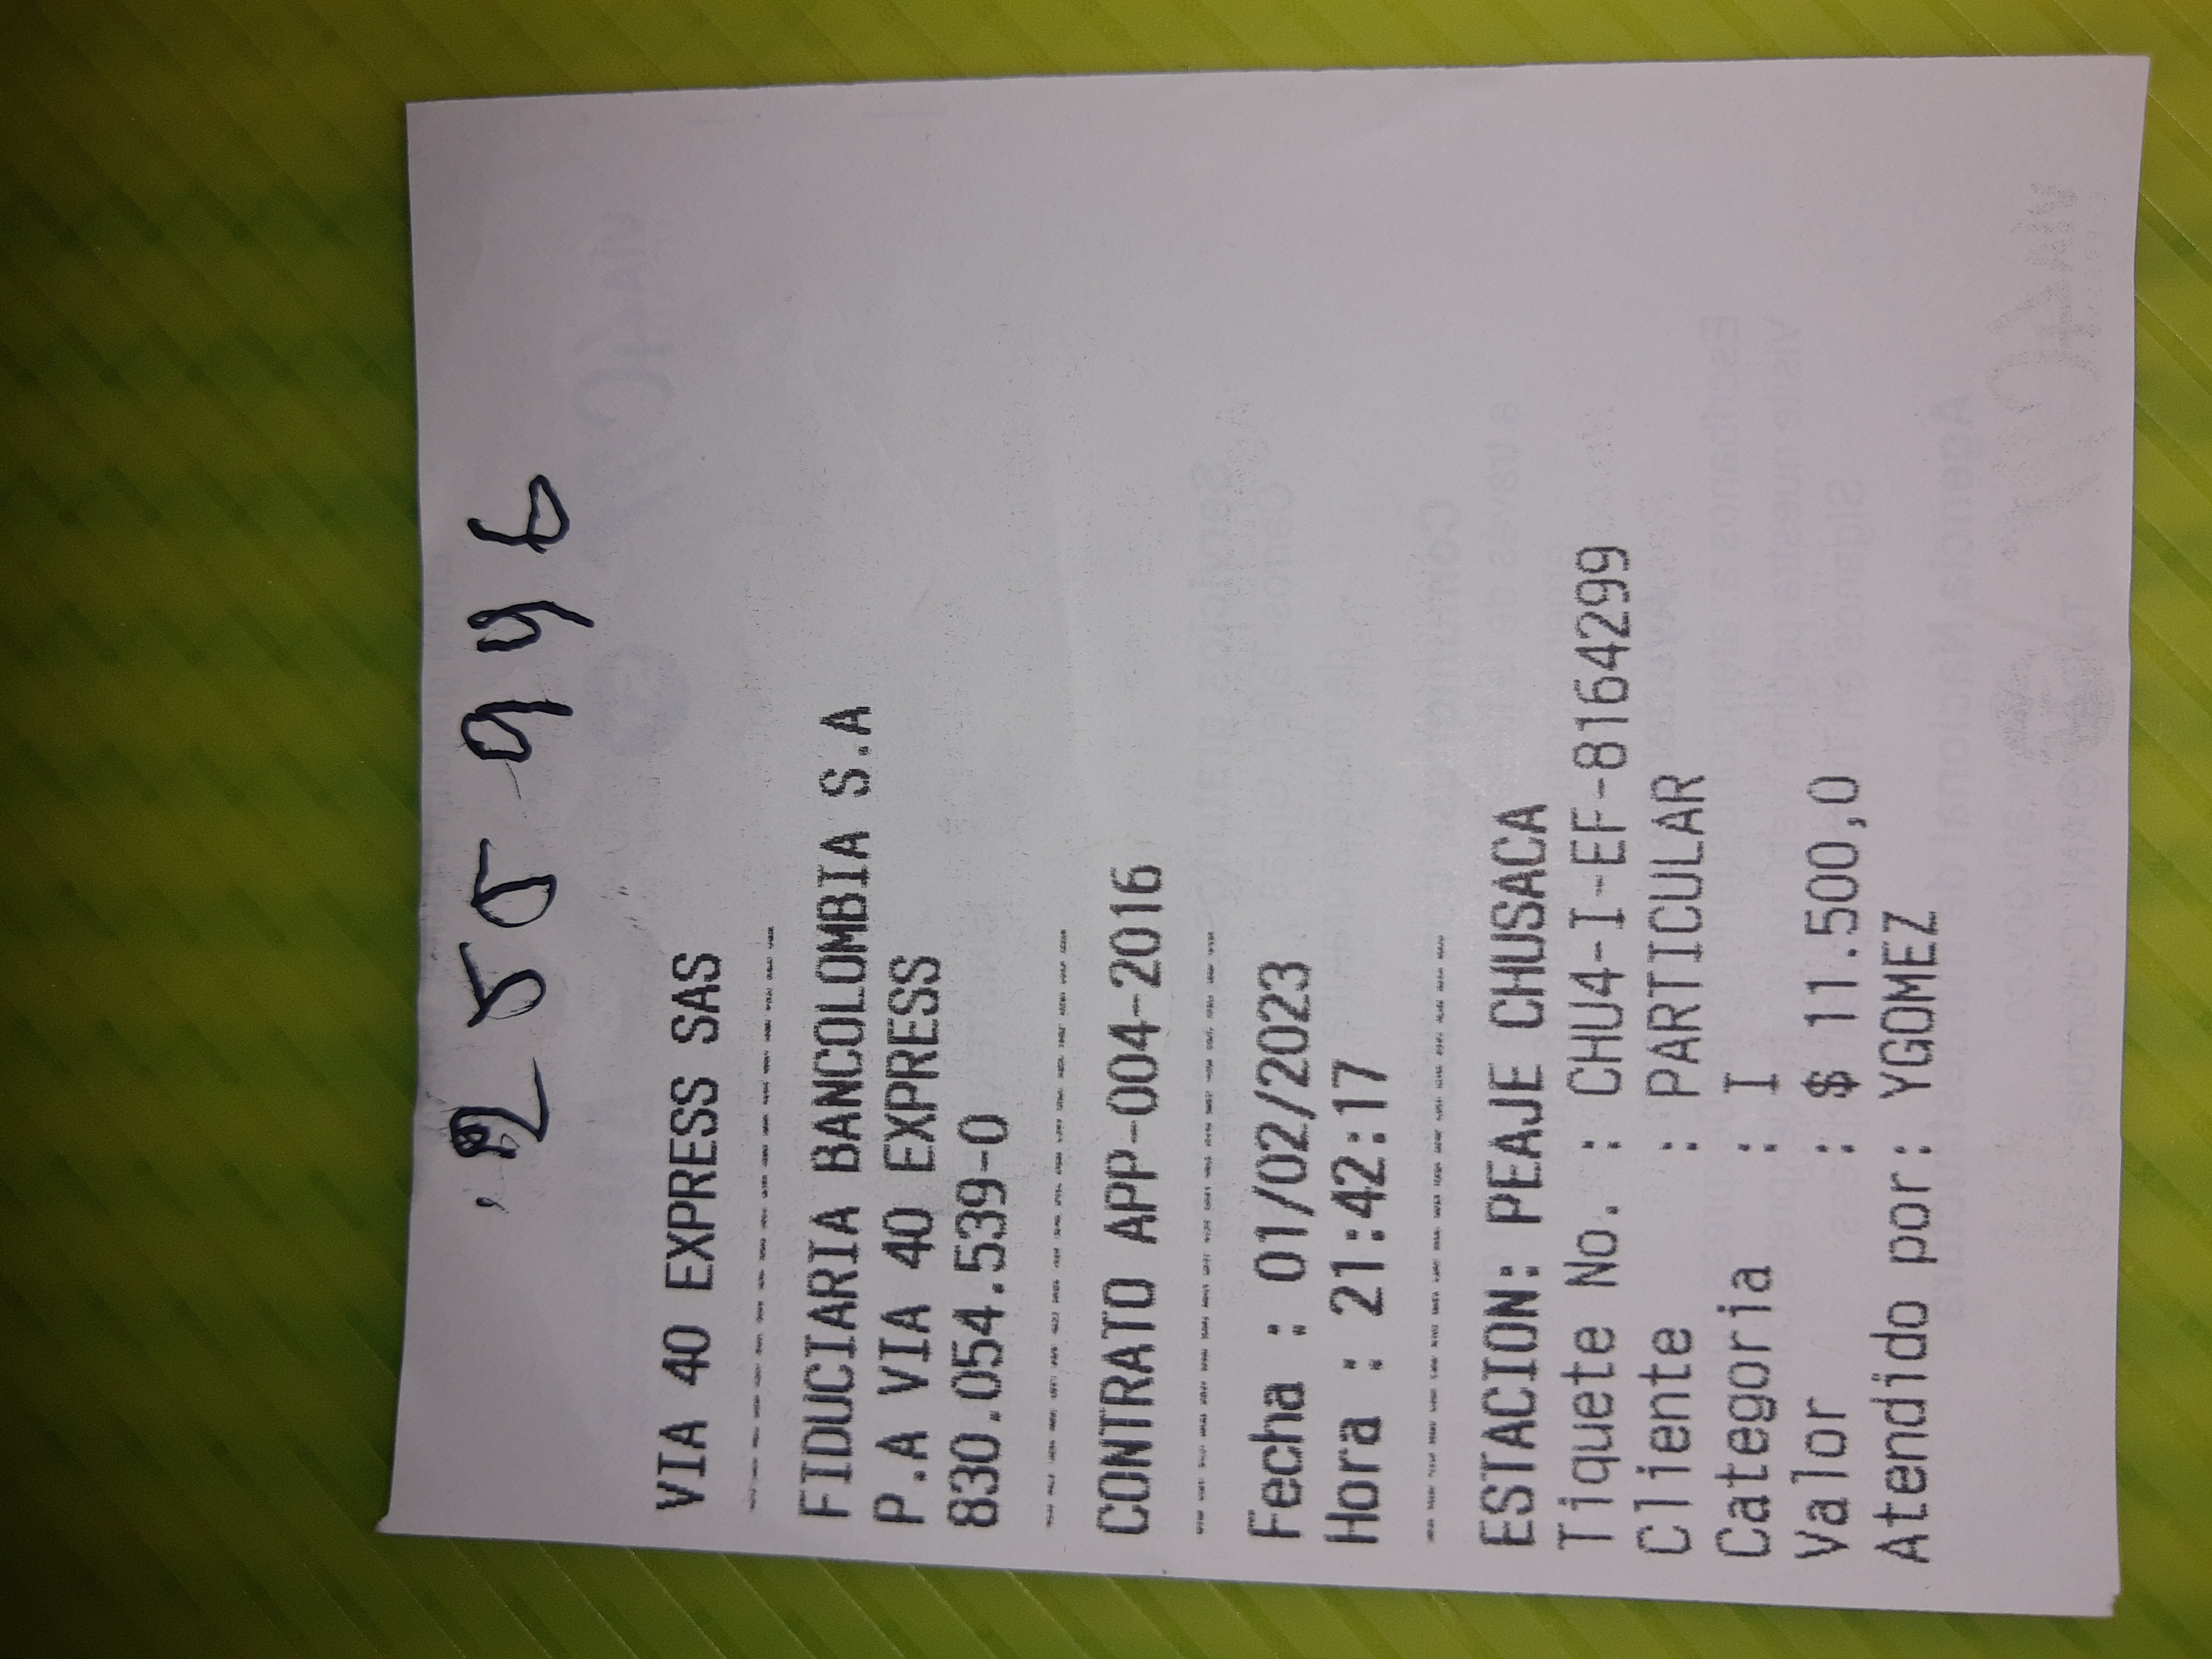 250946
VIA 40 EXPRESS SAS
FIDUCIARIA BANCOLOMBIA S.A
P.A VIA 40 EXPRESS
830.054.539-0
CONTRATO APP-004-2016
Fecha : 01/02/2023
Hora : 21:42:17
ESTACION: PEAJE CHUSACA
Tiquete No. : CHU4-I-EF-8164299
Cliente : PARTICULAR
Categoria : I
Valor : $ 11.500,0
Atendido por: YGOMEZ